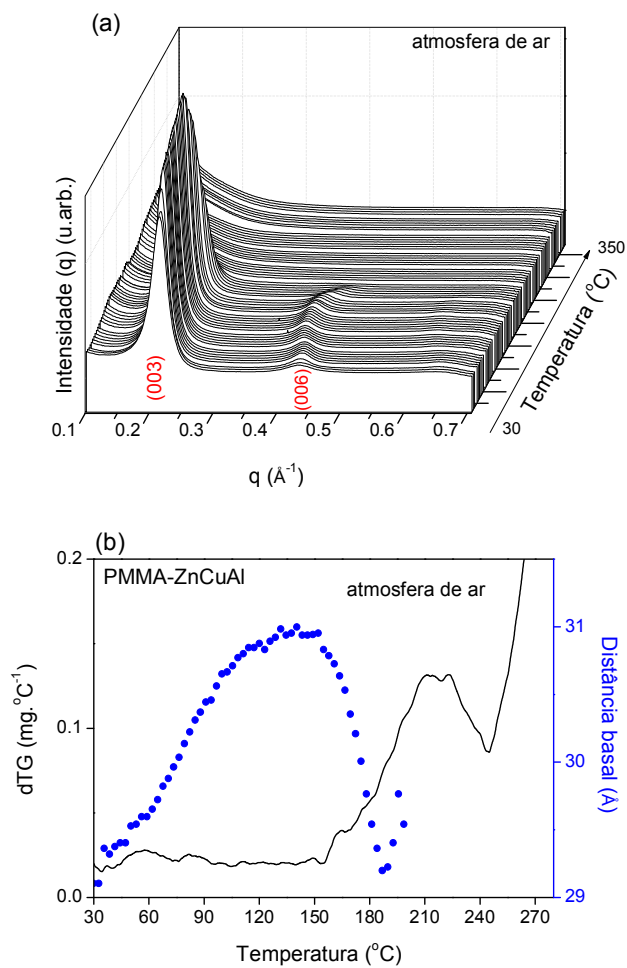 (a)
atmosfera de ar
Intensidade (q) (u.arb.)
(003)
(006)
350
Temperatura (°C)
30
0.1 0.2 0.3 0.4 0.5 0.6 0.7
q (Å-1)
(b)
PMMA-ZnCuAl
atmosfera de ar
0.2
0.1
0.0
dTG (mg.°C-1)
31
30
29
Distância basal (Å)
30 60 90 120 150 180 210 240 270
Temperatura (°C)